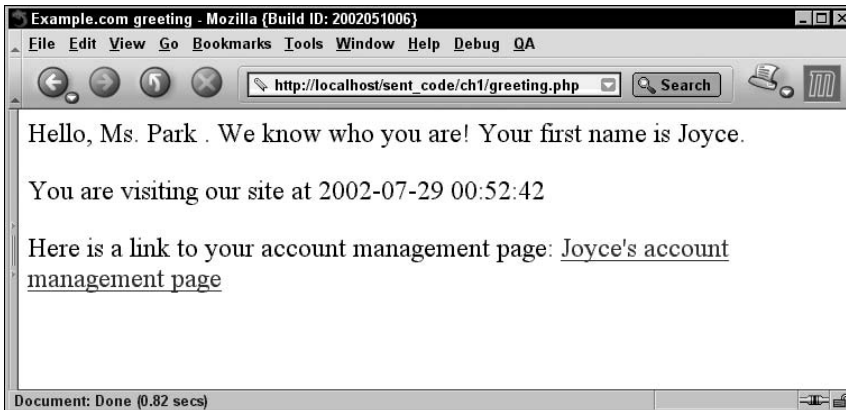 Example.com greeting - Mozilla {Build ID: 2002051006}
File Edit View Go Bookmarks Tools Window Help Debug QA
http://localhost/sent_code/ch1/greeting.php Search
Hello, Ms. Park . We know who you are! Your first name is Joyce.
You are visiting our site at 2002-07-29 00:52:42
Here is a link to your account management page: Joyce's account
management page
Document: Done (0.82 secs)